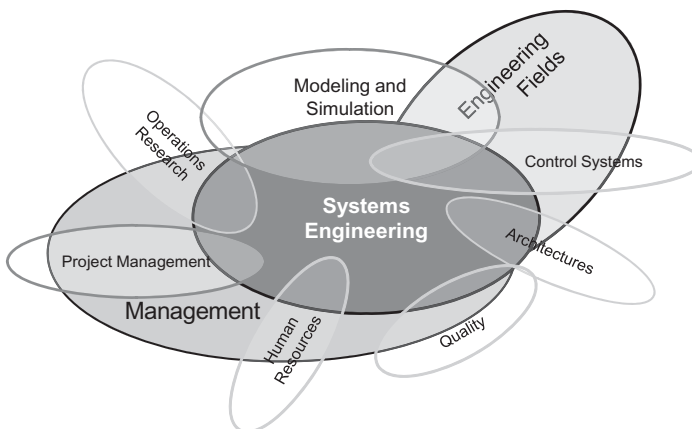 Engineering
Fields
Modeling and
Simulation
Operations
Research
Control Systems
Systems
Engineering
Architectures
Project Management
Management
Human
Resources
Quality